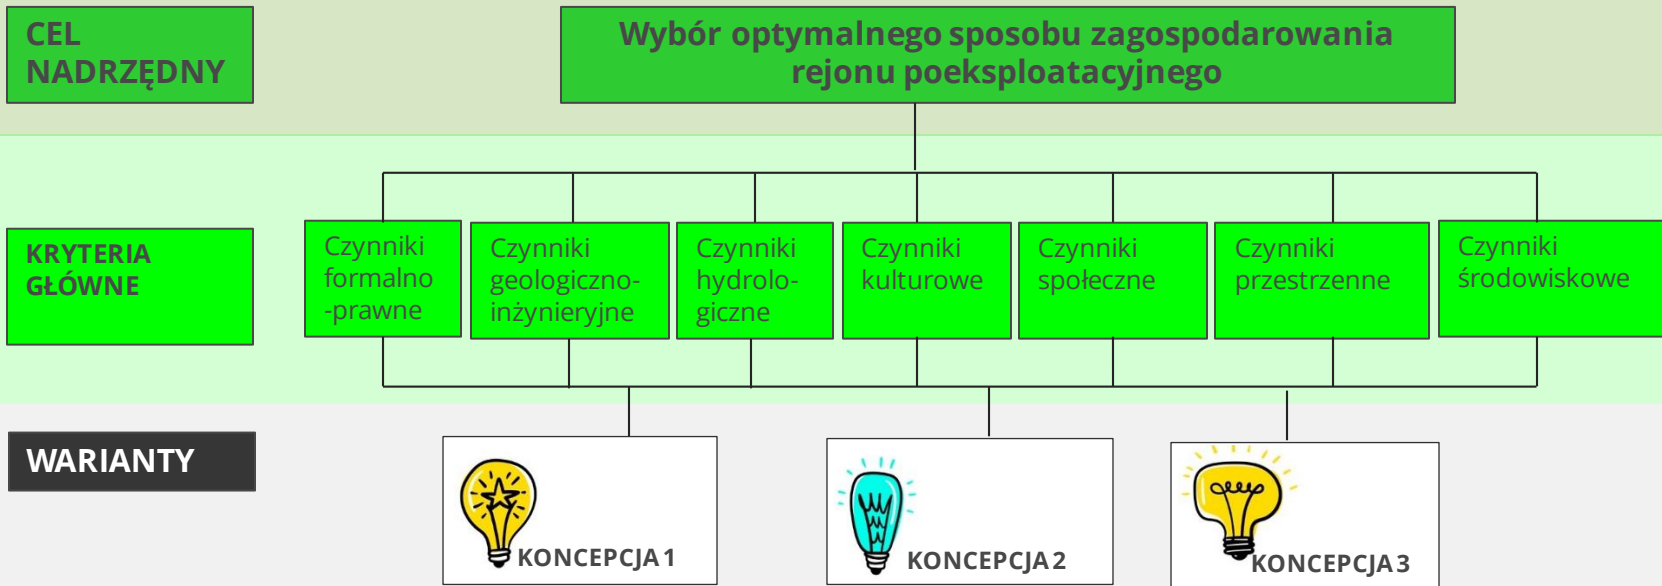 CEL
NADRZĘDNY
Wybór optymalnego sposobu zagospodarowania
rejonu poeksploatacyjnego
KRYTERIA
GŁÓWNE
Czynniki
formalno
-prawne
Czynniki
geologiczno-
inżynieryjne
Czynniki
hydrolo-
giczne
Czynniki
kulturowe
Czynniki
społeczne
Czynniki
przestrzenne
Czynniki
środowiskowe
WARIANTY
KONCEPCJA 1
KONCEPCJA 2
KONCEPCJA 3